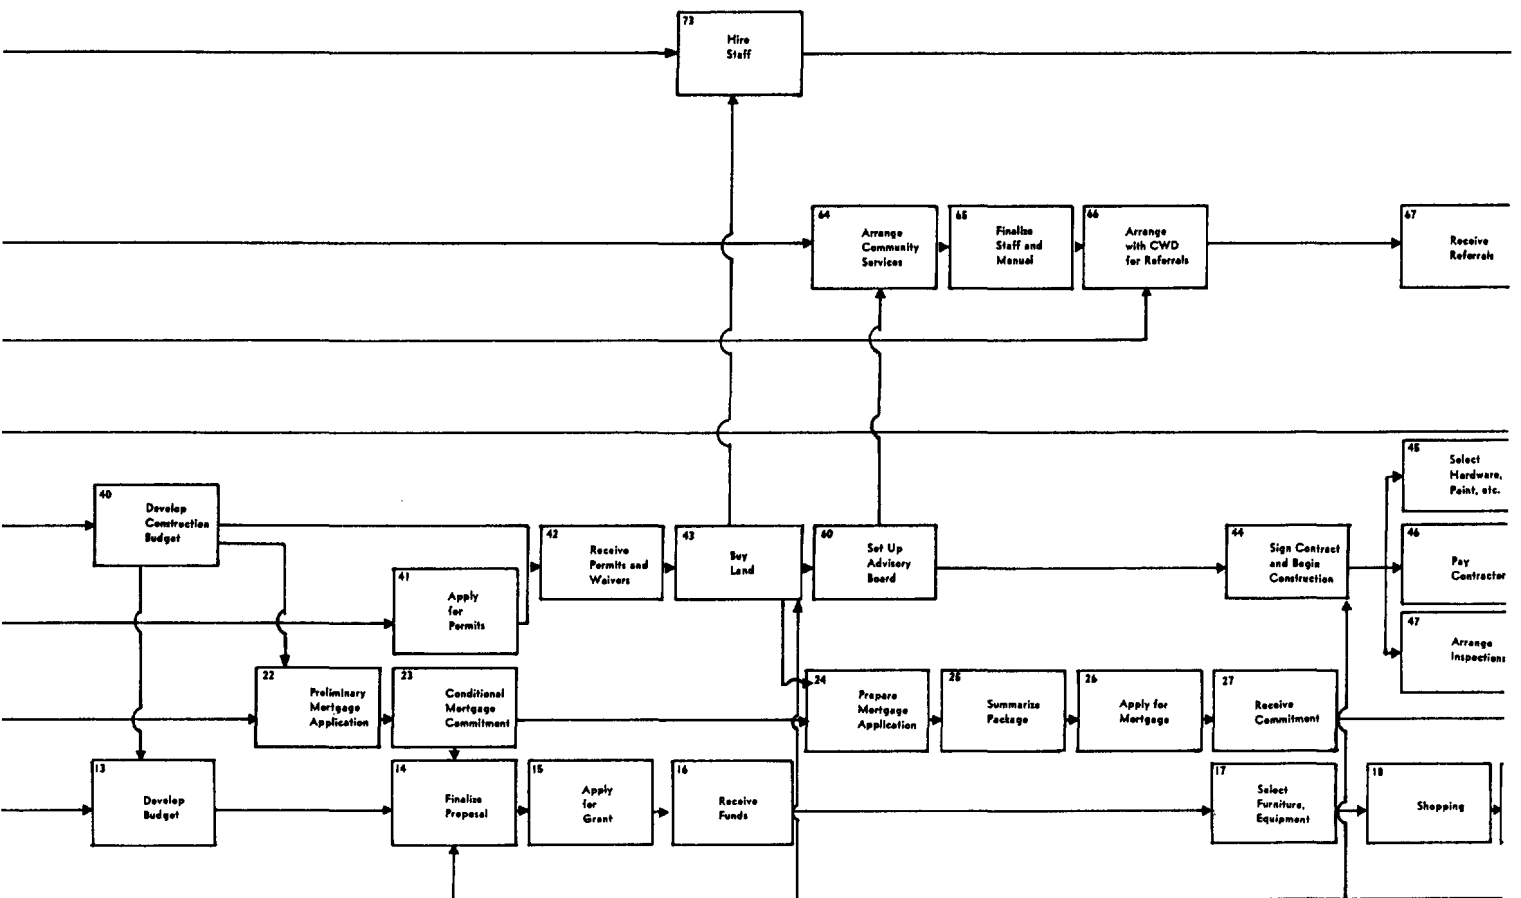 73
Hire
Staff
64
Arrange
Community
Services
65
Finalize
Staff and
Manual
66
Arrange
with CWD
for Referrals
67
Receive
Referrals
40
Develop
Construction
Budget
41
Apply
for
Permits
42
Receive
Permits and
Waivers
43
Buy
Land
60
Set Up
Advisory
Board
44
Sign Contract
and Begin
Construction
45
Select
Hardware,
Paint, etc.
46
Pay
Contractor
47
Arrange
Inspections
22
Preliminary
Mortgage
Application
23
Conditional
Mortgage
Commitment
24
Prepare
Mortgage
Application
25
Summarize
Package
26
Apply for
Mortgage
27
Receive
Commitment
13
Develop
Budget
14
Finalize
Proposal
15
Apply
for
Grant
16
Receive
Funds
17
Select
Furniture,
Equipment
18
Shopping